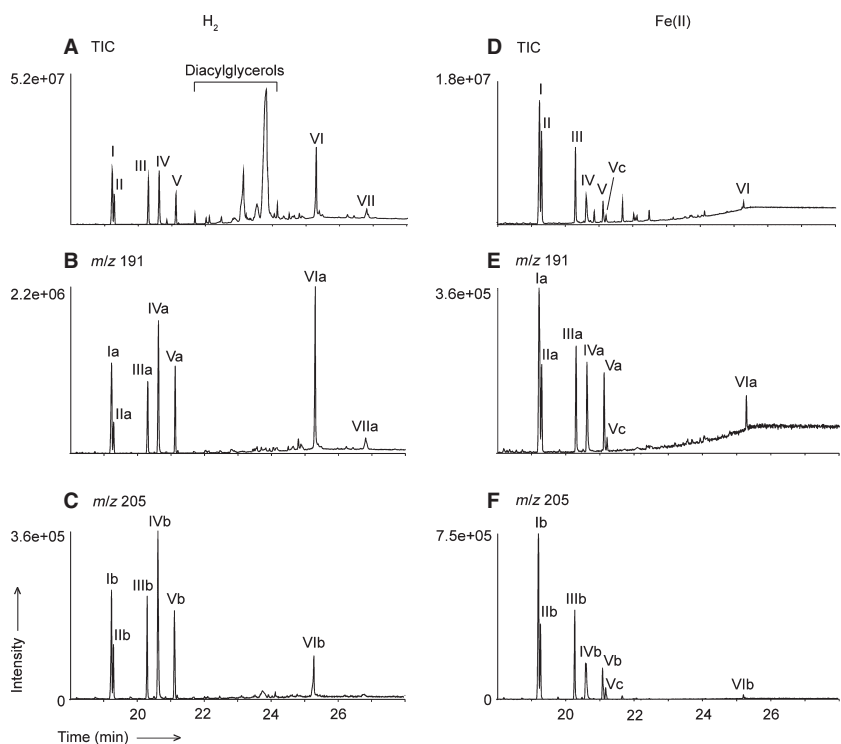 H2
Fe(II)
A TIC
5.2e+07
Diacylglycerols
I
II
III
IV
V
VI
VII
D TIC
1.8e+07
I
II
III
IV
V
Vc
VI
B m/z 191
2.2e+06
Ia
IIa
IIIa
IVa
Va
VIa
VIIa
E m/z 191
3.6e+05
Ia
IIa
IIIa
IVa
Va
Vc
VIa
C m/z 205
3.6e+05
0
Ib
IIb
IIIb
IVb
Vb
VIb
20 22 24 26
Intensity
Time (min)
F m/z 205
7.5e+05
0
Ib
IIb
IIIb
IVb
Vb
Vc
VIb
20 22 24 26